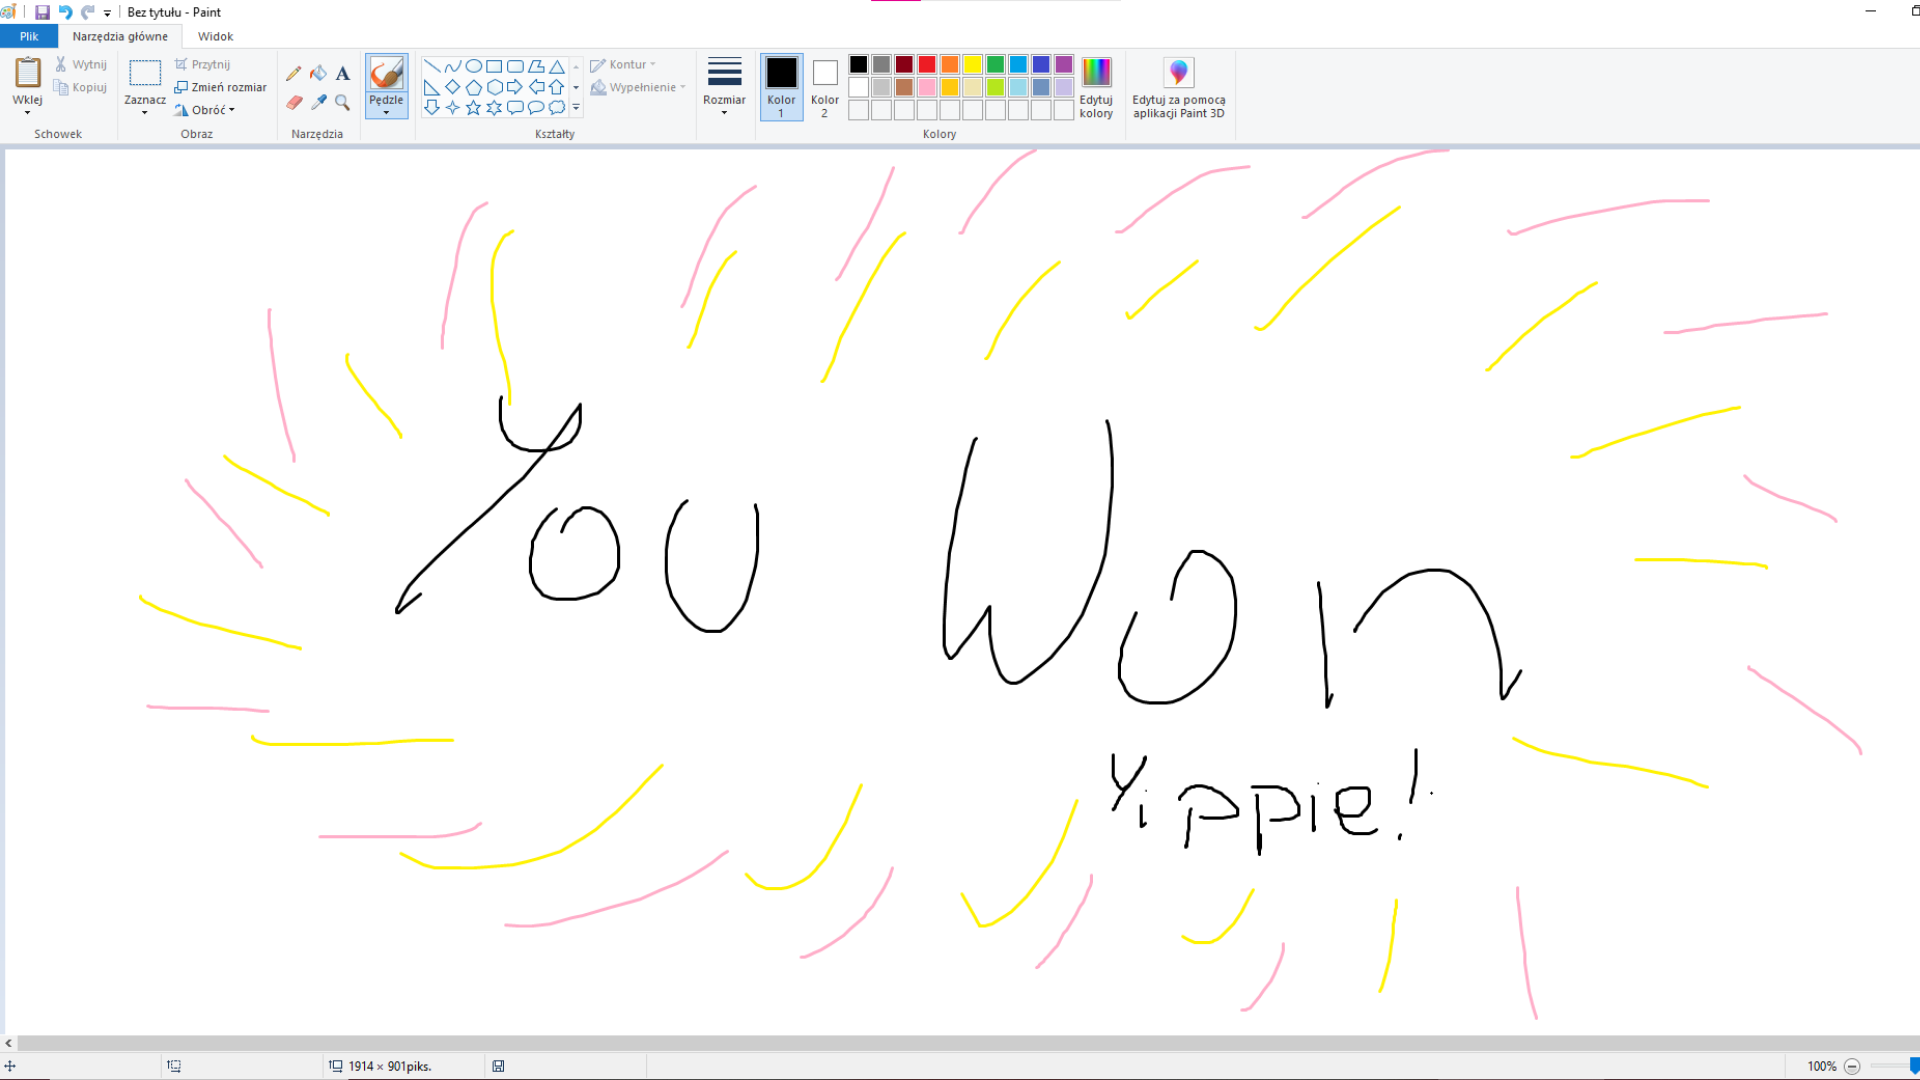 Bez tytułu - Paint
Plik Narzędzia główne Widok
Wklej Wytnij Kopiuj
Schowek
Zaznacz Przytnij Zmień rozmiar Obróć
Obraz
Narzędzia
Pędzle
Kontur Wypełnienie
Kształty
Rozmiar
Kolor 1 Kolor 2
Edytuj kolory
Kolory
Edytuj za pomocą aplikacji Paint 3D
You Won
Yippie!
1914 × 901piks.
100%